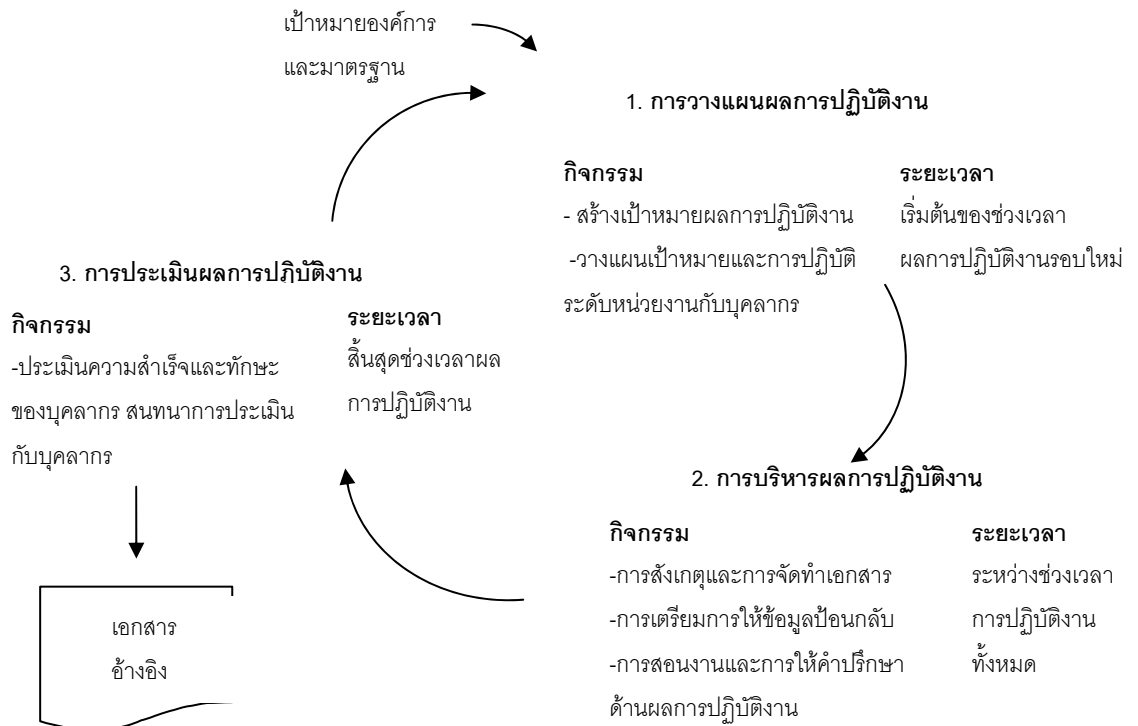 เป้าหมายองค์การ
และมาตรฐาน
1. การวางแผนผลการปฏิบัติงาน
กิจกรรม
- สร้างเป้าหมายผลการปฏิบัติงาน
-วางแผนเป้าหมายและการปฏิบัติ
ระดับหน่วยงานกับบุคลากร
ระยะเวลา
เริ่มต้นของช่วงเวลา
ผลการปฏิบัติงานรอบใหม่
2. การบริหารผลการปฏิบัติงาน
กิจกรรม
-การสังเกตุและการจัดทำเอกสาร
-การเตรียมการให้ข้อมูลป้อนกลับ
-การสอนงานและการให้คำปรึกษา
ด้านผลการปฏิบัติงาน
ระยะเวลา
ระหว่างช่วงเวลา
การปฏิบัติงาน
ทั้งหมด
3. การประเมินผลการปฏิบัติงาน
กิจกรรม
-ประเมินความสำเร็จและทักษะ
ของบุคลากร สนทนาการประเมิน
กับบุคลากร
ระยะเวลา
สิ้นสุดช่วงเวลาผล
การปฏิบัติงาน
เอกสาร
อ้างอิง